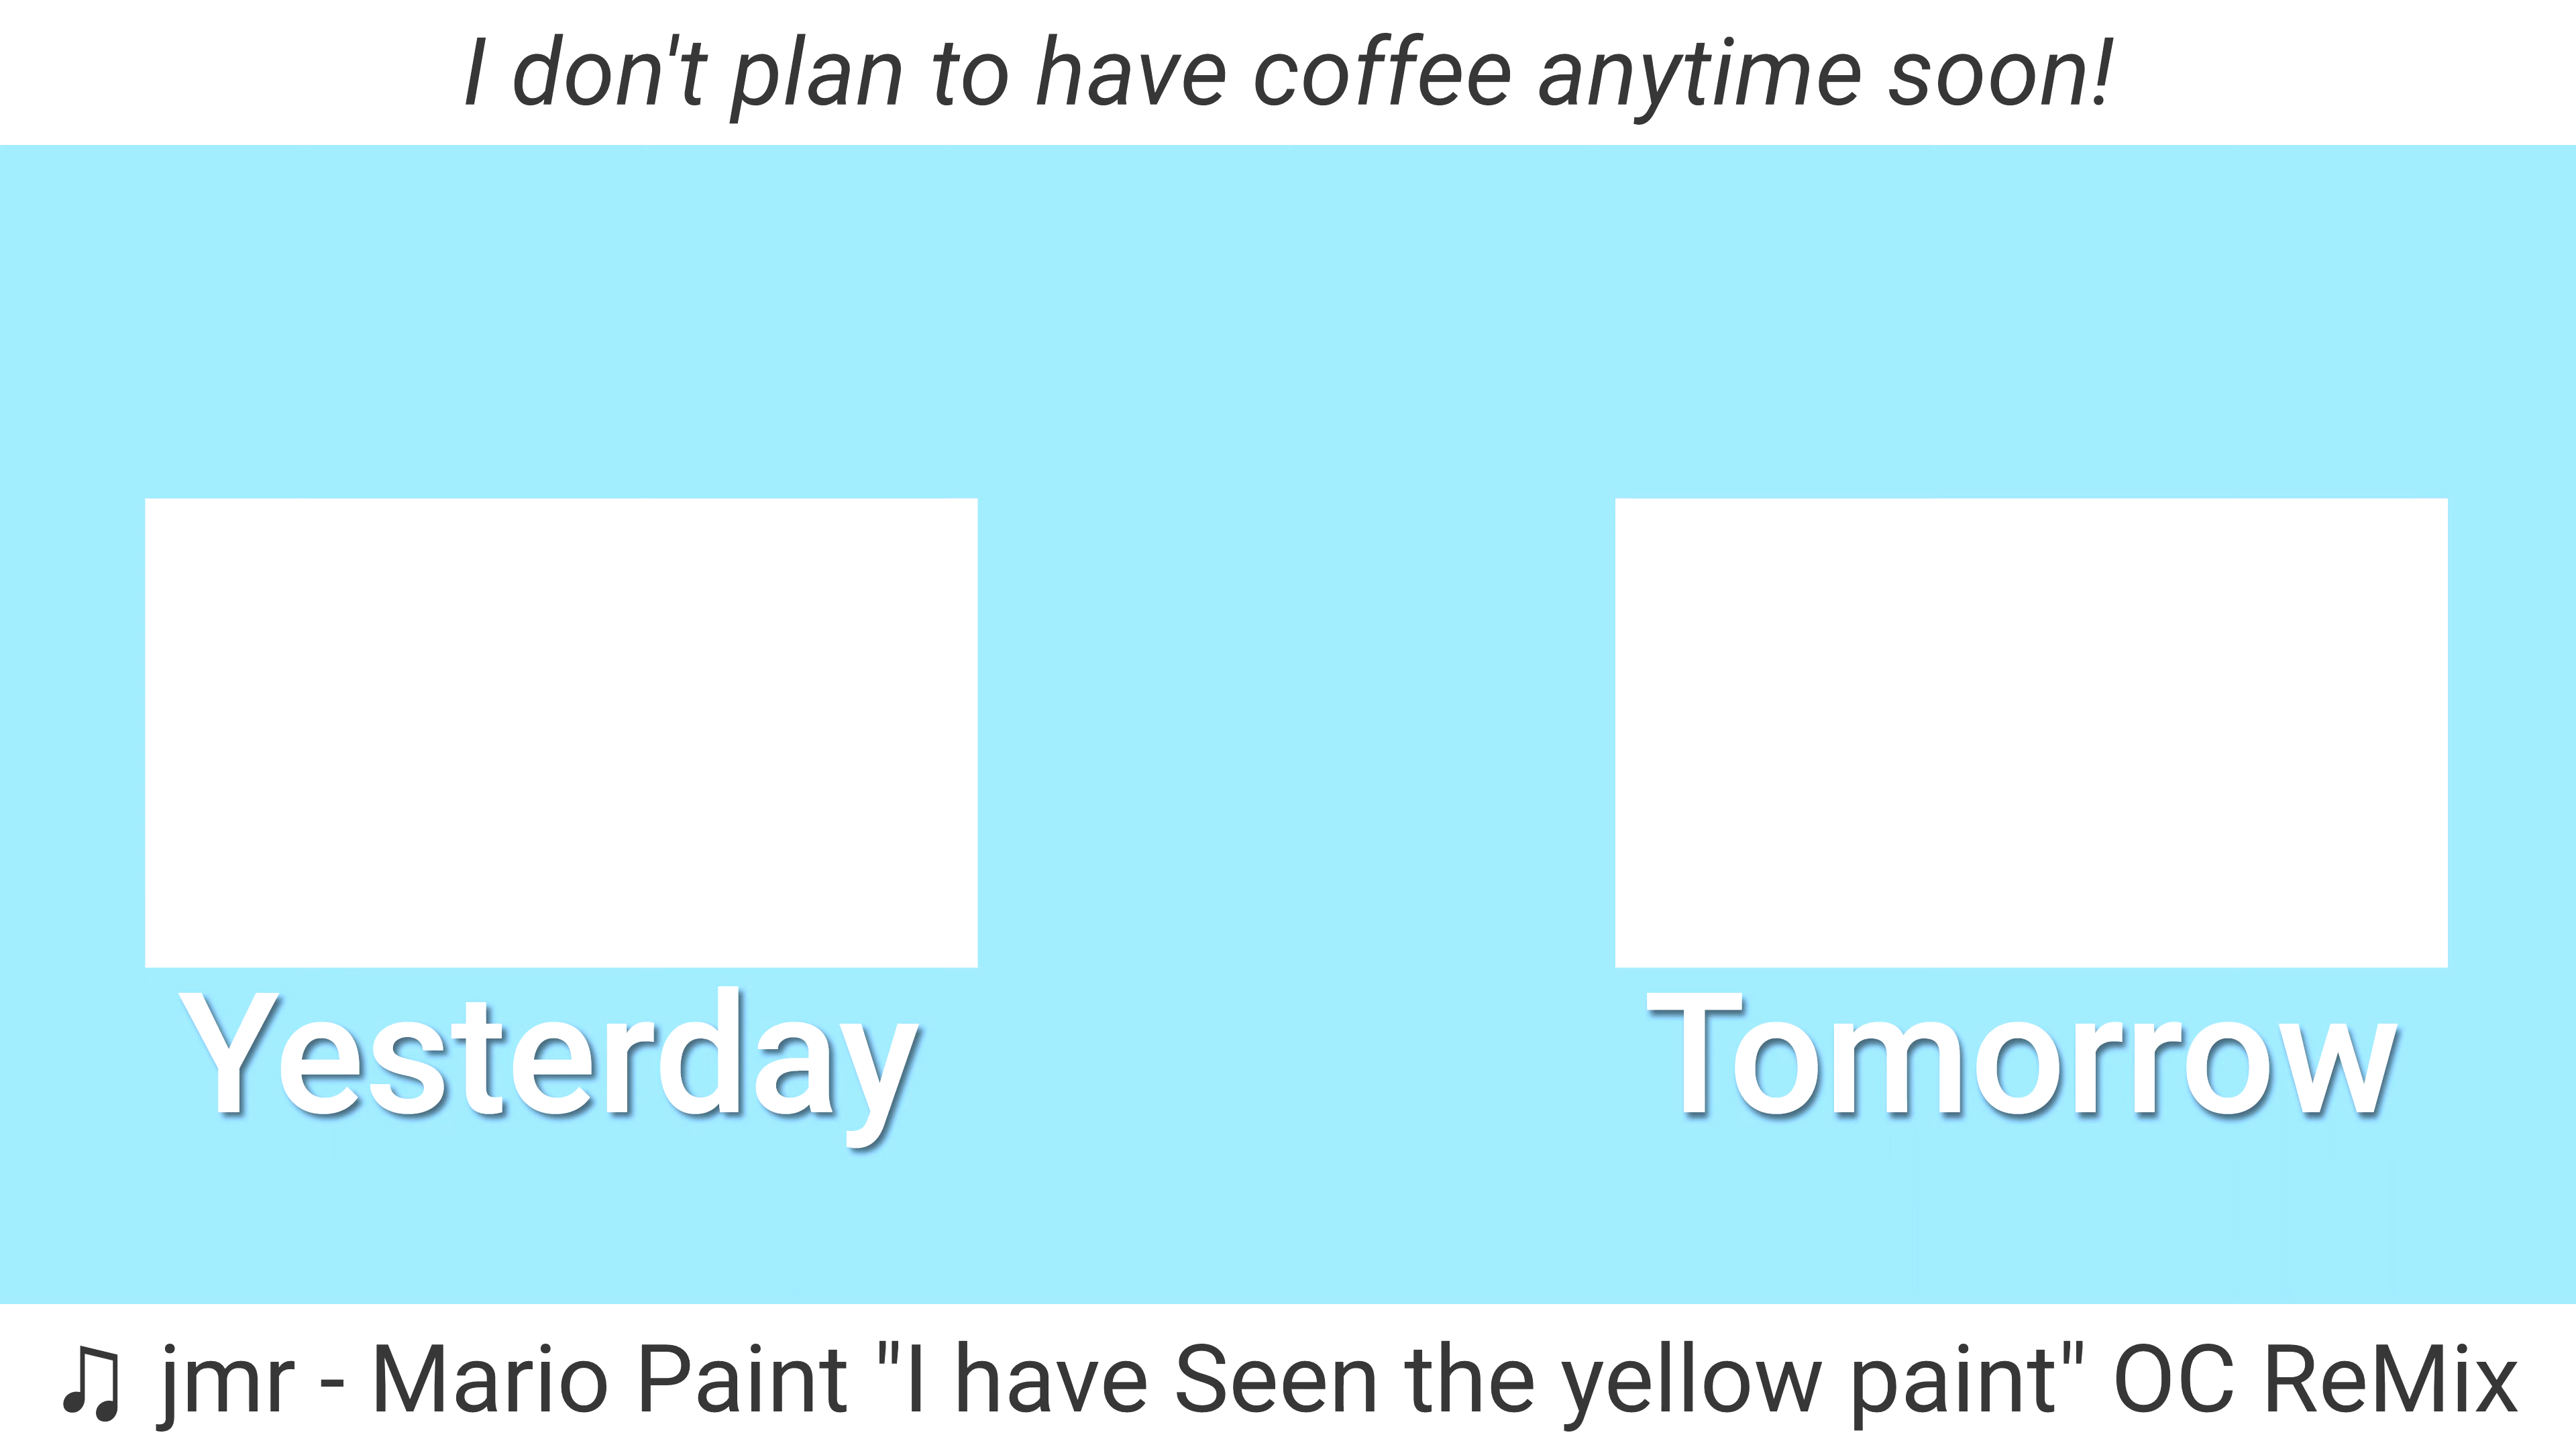 I don't plan to have coffee anytime soon!
Yesterday
Tomorrow
♫ jmr - Mario Paint "I have Seen the yellow paint" OC ReMix